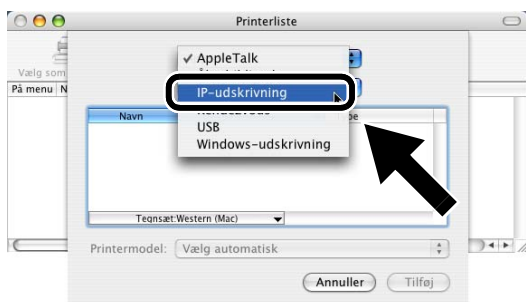 Printerliste
✓ AppleTalk
Vælg som
IP-udskrivning
På menu N
Navn
USB
Windows-udskrivning
Tegnsæt:Western (Mac)
Printermodel: Vælg automatisk
Annuller Tilføj